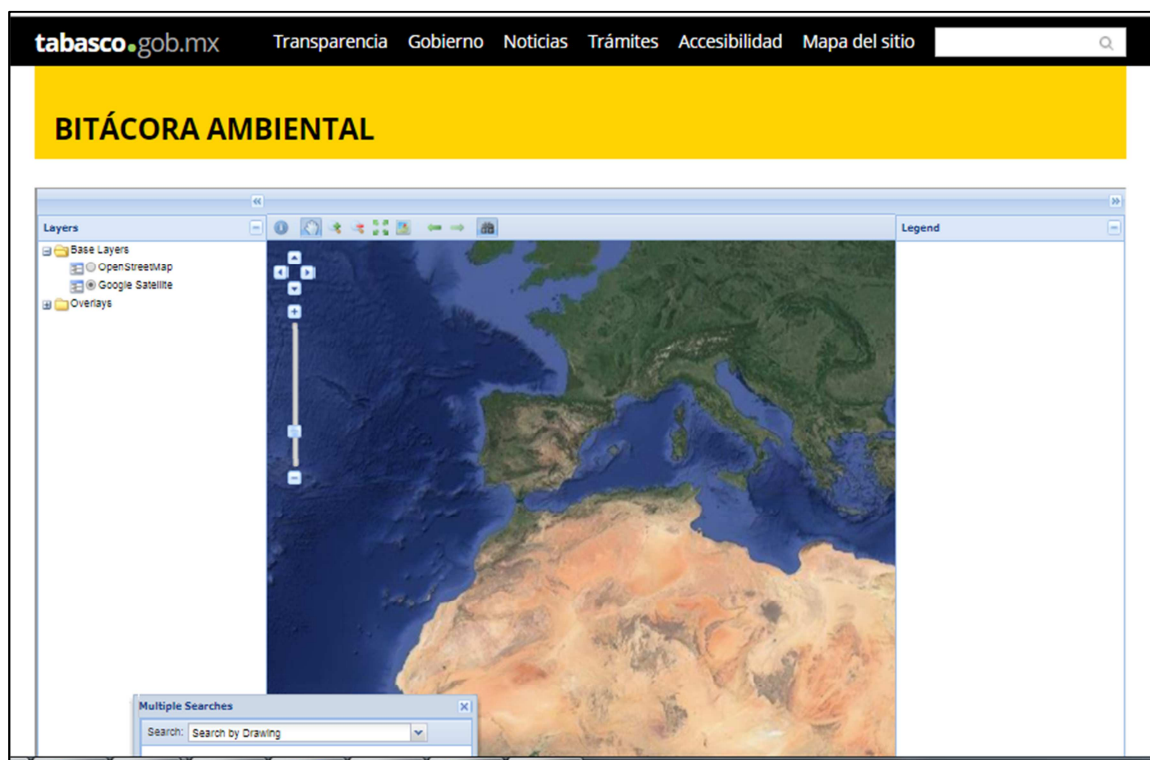 tabasco.gob.mx Transparencia Gobierno Noticias Trámites Accesibilidad Mapa del sitio
BITÁCORA AMBIENTAL
Layers
Legend
Base Layers
OpenStreetMap
Google Satellite
Overlays
Multiple Searches
Search: Search by Drawing